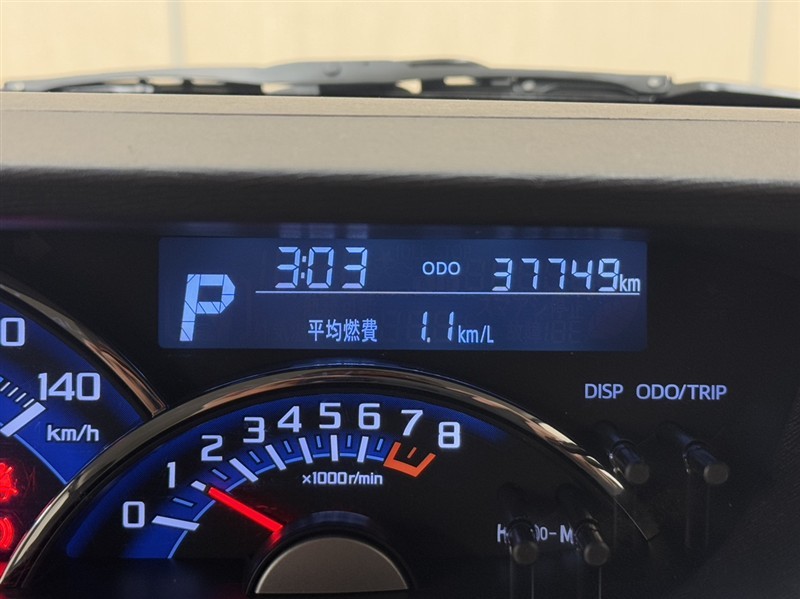 3:03 ODO 37749km
P
平均燃費 1.1km/L
DISP ODO/TRIP
140
km/h
0 1 2 3 4 5 6 7 8
×1000r/min